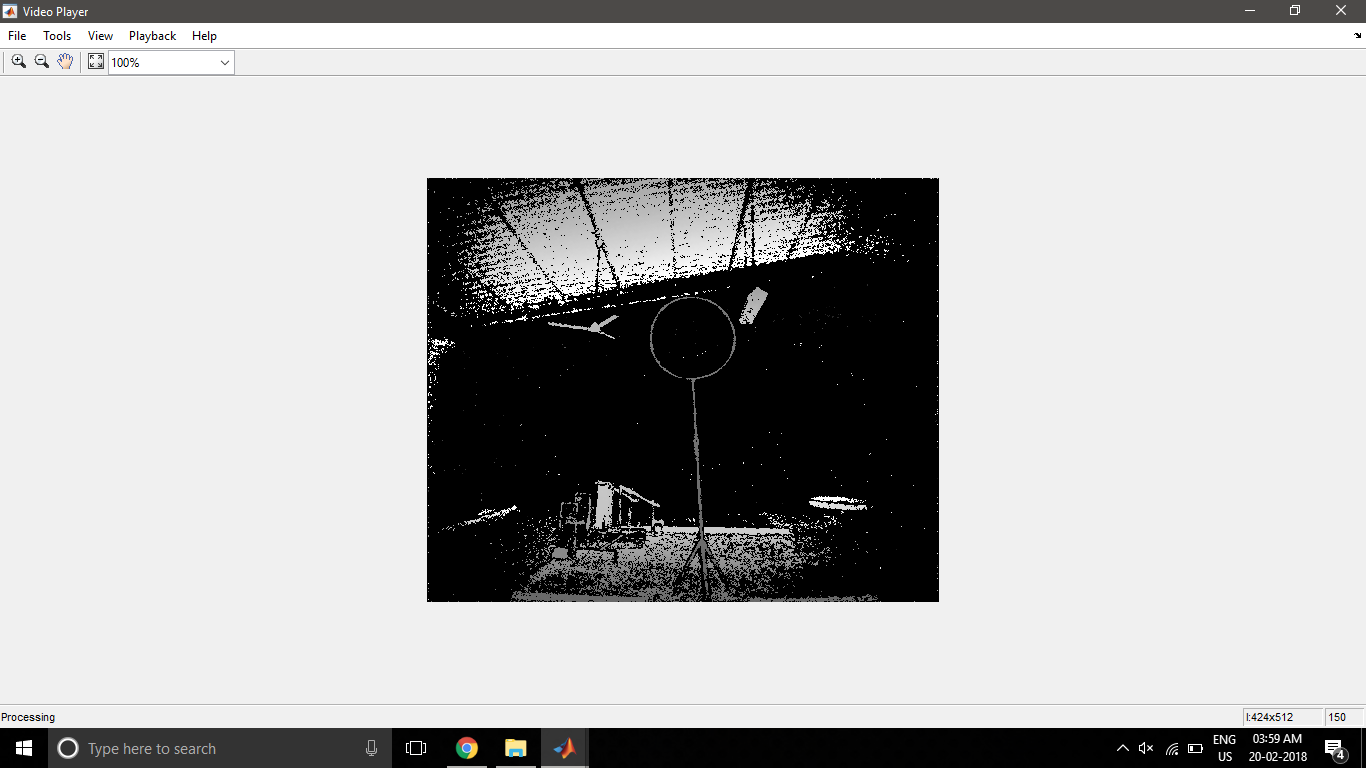 Video Player
File Tools View Playback Help
100%
Processing
I:424x512 150
Type here to search
ENG
US
03:59 AM
20-02-2018
4